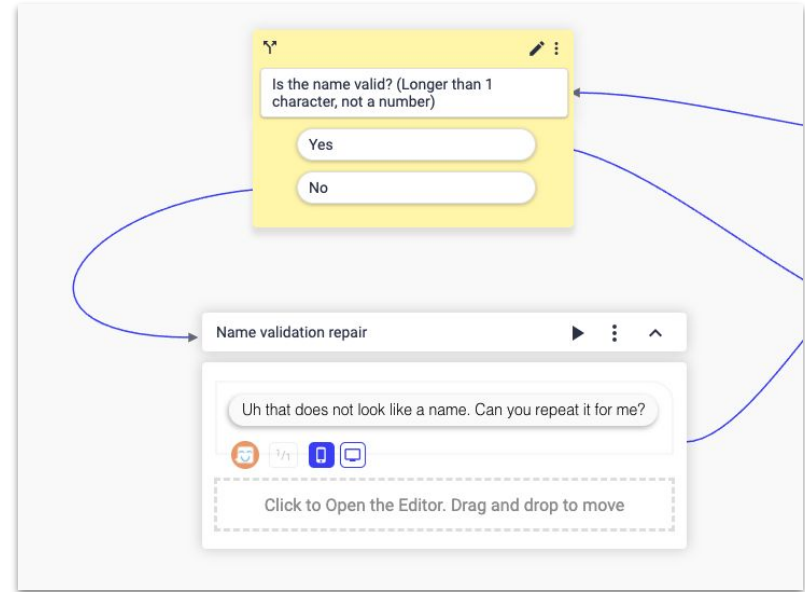 Is the name valid? (Longer than 1
character, not a number)
Yes
No
Name validation repair
Uh that does not look like a name. Can you repeat it for me?
1/1
Click to Open the Editor. Drag and drop to move